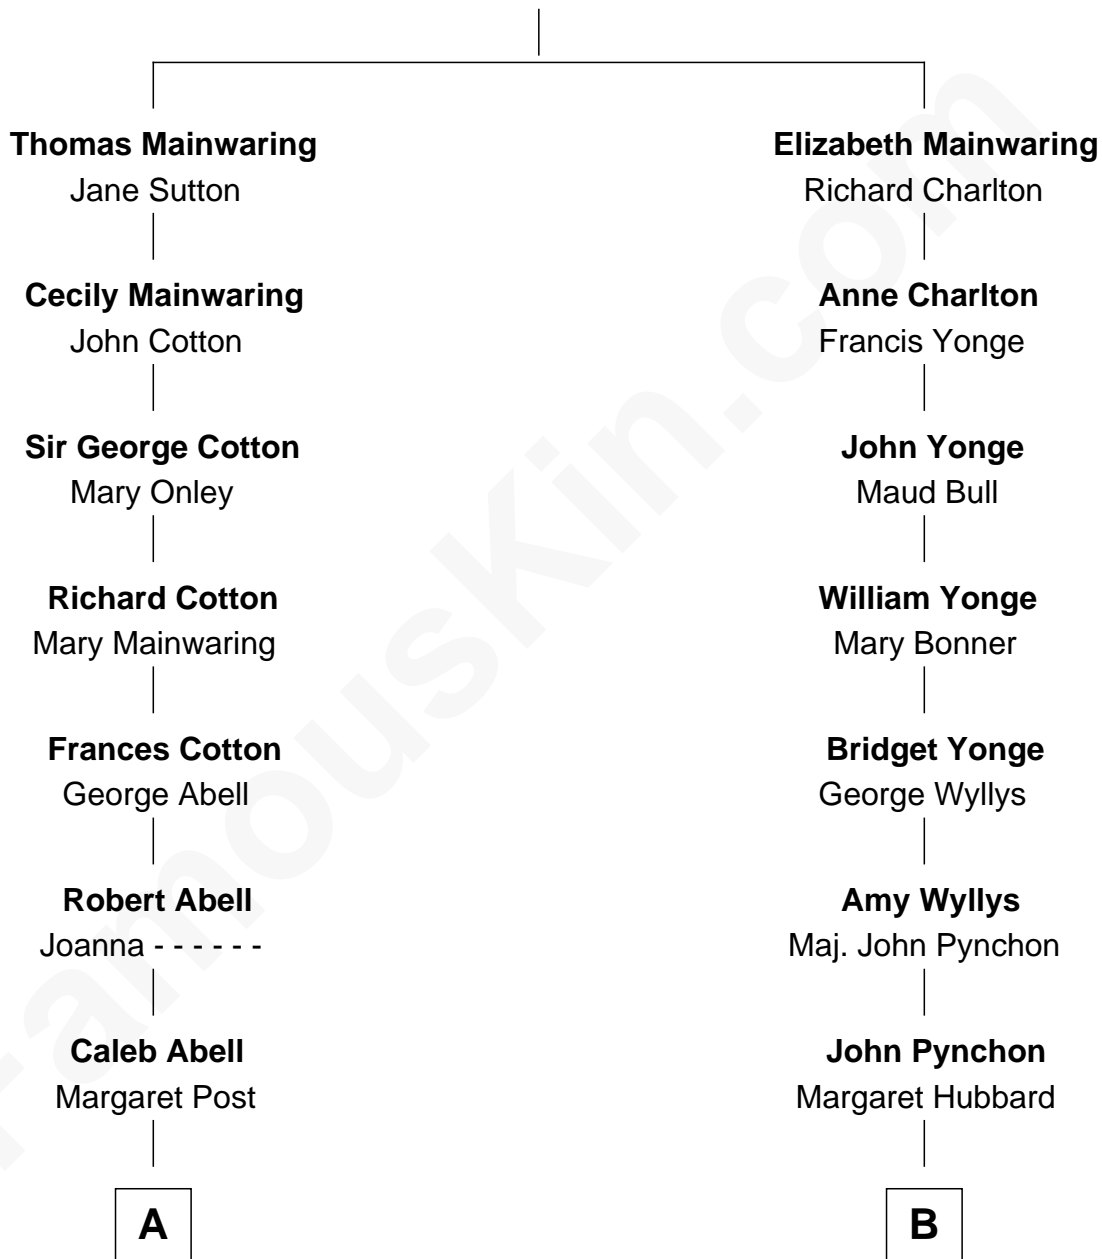 Thomas Mainwaring
Jane Sutton
Cecily Mainwaring
John Cotton
Sir George Cotton
Mary Onley
Richard Cotton
Mary Mainwaring
Frances Cotton
George Abell
Robert Abell
Joanna - - - - - -
Caleb Abell
Margaret Post
A
Elizabeth Mainwaring
Richard Charlton
Anne Charlton
Francis Yonge
John Yonge
Maud Bull
William Yonge
Mary Bonner
Bridget Yonge
George Wyllys
Amy Wyllys
Maj. John Pynchon
John Pynchon
Margaret Hubbard
B
FamousKin.com